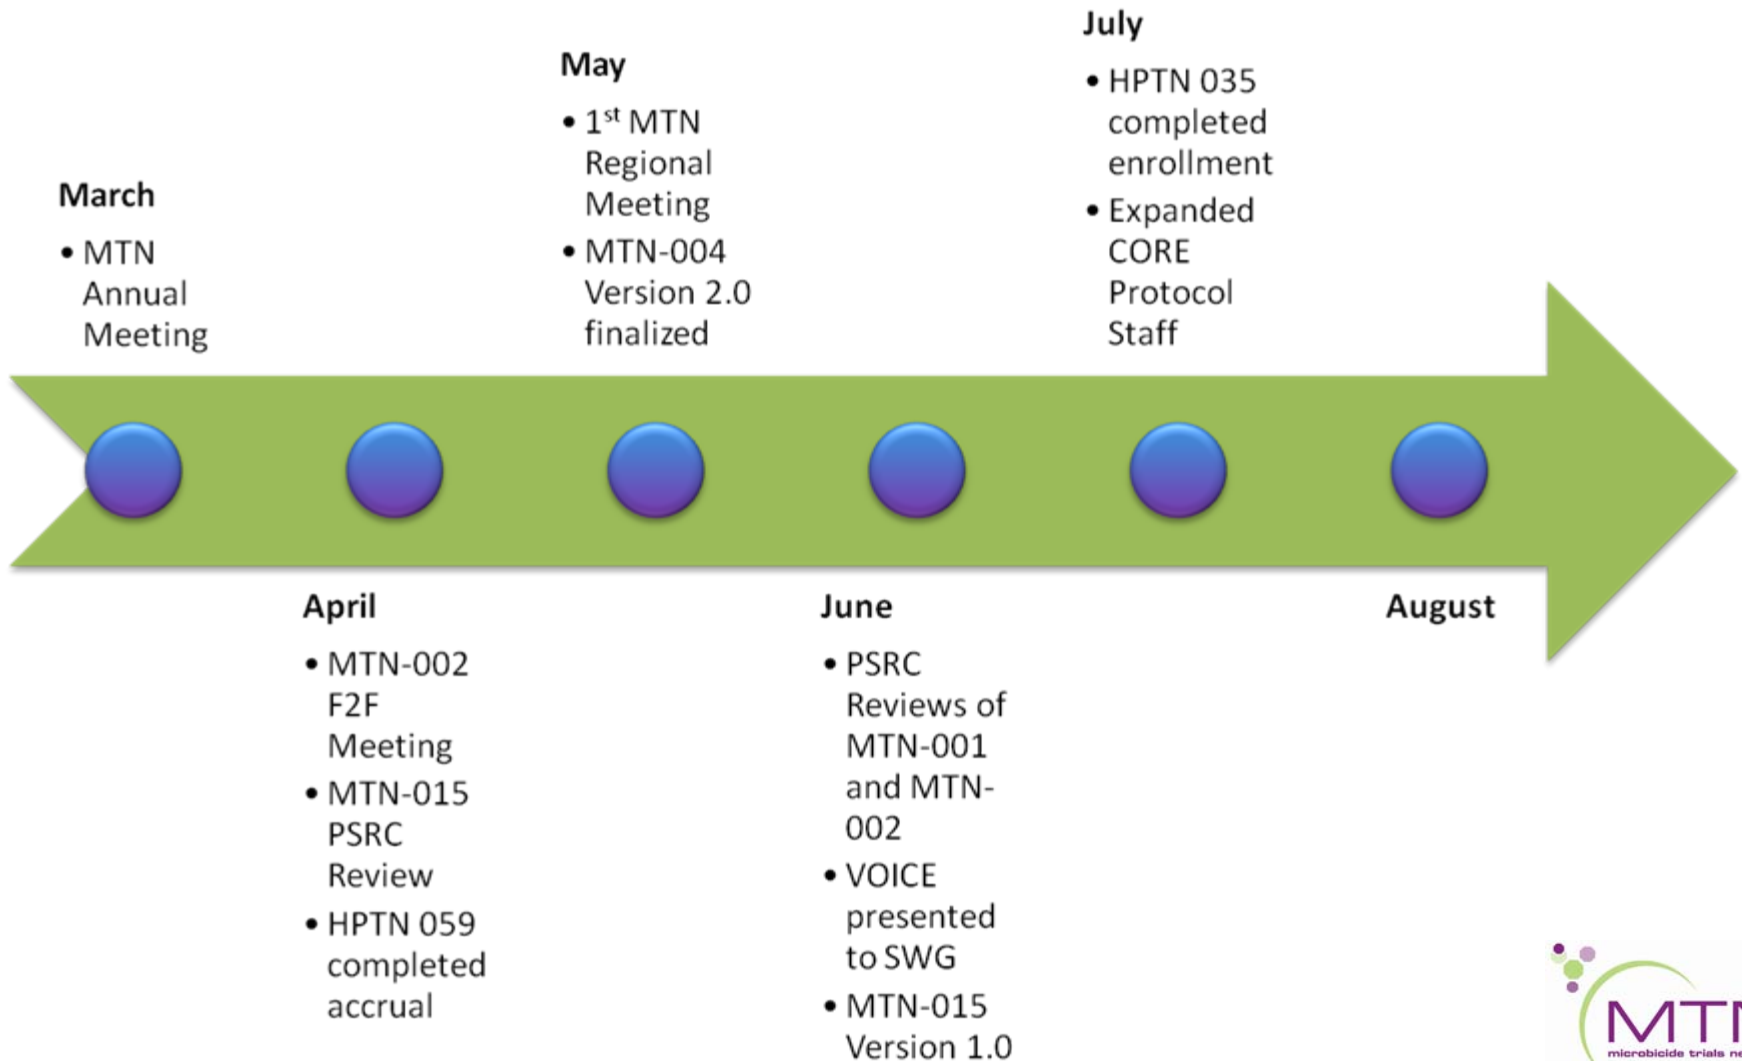 March
• MTN
Annual
Meeting
May
• 1st MTN
Regional
Meeting
• MTN-004
Version 2.0
finalized
July
• HPTN 035
completed
enrollment
• Expanded
CORE
Protocol
Staff
April
• MTN-002
F2F
Meeting
• MTN-015
PSRC
Review
• HPTN 059
completed
accrual
June
• PSRC
Reviews of
MTN-001
and MTN-
002
• VOICE
presented
to SWG
• MTN-015
Version 1.0
August
MTN
microbicide trials ne